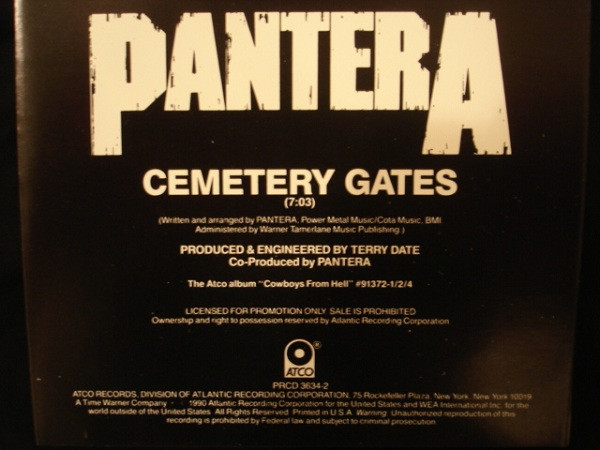 PANTERA
CEMETERY GATES
(7:03)
(Written and arranged by PANTERA, Power Metal Music/Cota Music, BMI
Administered by Warner Tamerlane Music Publishing.)
PRODUCED & ENGINEERED BY TERRY DATE
Co-Produced by PANTERA
The Atco album "Cowboys From Hell" #91372-1/2/4
LICENSED FOR PROMOTION ONLY SALE IS PROHIBITED
Ownership and right to possession reserved by Atlantic Recording Corporation
ATCO ®
PRCD 3634-2
ATCO RECORDS, DIVISION OF ATLANTIC RECORDING CORPORATION, 75 Rockefeller Plaza, New York, New York 10019
A Time Warner Company 1990 Atlantic Recording Corporation for the United States and WEA International Inc. for the
world outside of the United States. All Rights Reserved. Printed in U.S.A. Warning: Unauthorized reproduction of this
recording is prohibited by Federal law and subject to criminal prosecution